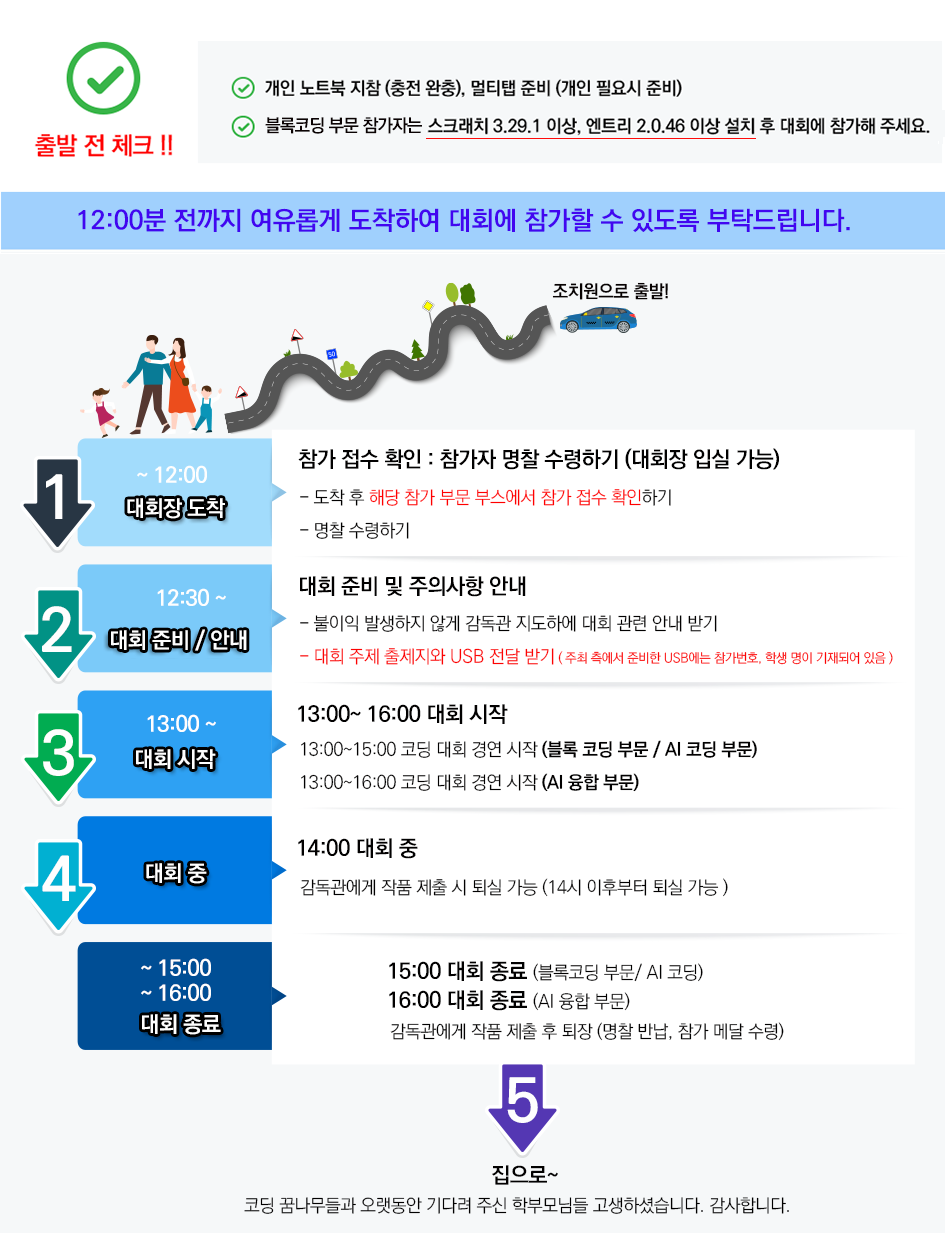 출발 전 체크 !!
개인 노트북 지참 (충전 완충), 멀티탭 준비 (개인 필요시 준비)
블록코딩 부문 참가자는 스크래치 3.29.1 이상, 엔트리 2.0.46 이상 설치 후 대회에 참가해 주세요.
12:00분 전까지 여유롭게 도착하여 대회에 참가할 수 있도록 부탁드립니다.
조치원으로 출발!
50
1
~ 12:00
대회장 도착
참가 접수 확인 : 참가자 명찰 수령하기 (대회장 입실 가능)
- 도착 후 해당 참가 부문 부스에서 참가 접수 확인하기
- 명찰 수령하기
2
12:30 ~
대회 준비 / 안내
대회 준비 및 주의사항 안내
- 불이익 발생하지 않게 감독관 지도하에 대회 관련 안내 받기
- 대회 주제 출제지와 USB 전달 받기 ( 주최 측에서 준비한 USB에는 참가번호, 학생 명이 기재되어 있음 )
3
13:00 ~
대회 시작
13:00~ 16:00 대회 시작
13:00~15:00 코딩 대회 경연 시작 (블록 코딩 부문 / AI 코딩 부문)
13:00~16:00 코딩 대회 경연 시작 (AI 융합 부문)
4
대회 중
14:00 대회 중
감독관에게 작품 제출 시 퇴실 가능 (14시 이후부터 퇴실 가능 )
~ 15:00
~ 16:00
대회 종료
15:00 대회 종료 (블록코딩 부문/ AI 코딩)
16:00 대회 종료 (AI 융합 부문)
감독관에게 작품 제출 후 퇴장 (명찰 반납, 참가 메달 수령)
5
집으로~
코딩 꿈나무들과 오랫동안 기다려 주신 학부모님들 고생하셨습니다. 감사합니다.